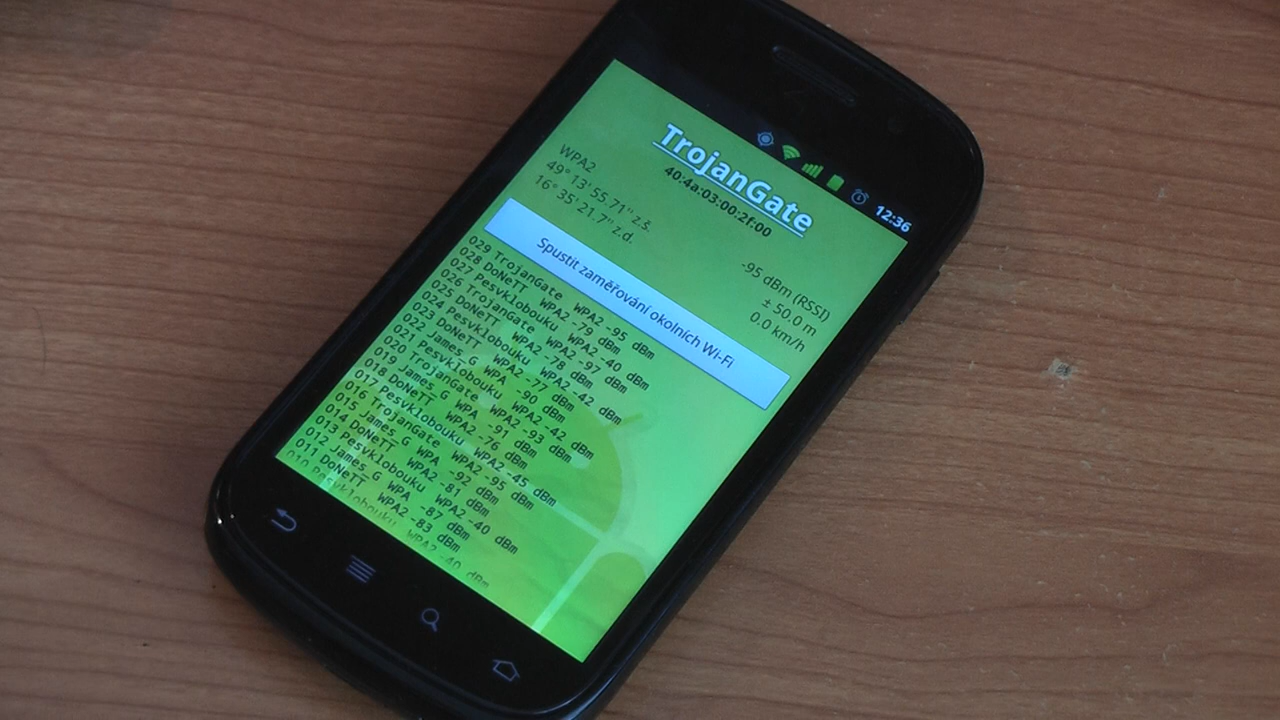 12:36
TrojanGate
40:4a:03:00:2f:00
WPA2 -95 dBm (RSSI)
49°13'55.71'' z.š. ± 50.0 m
16°35'21.7'' z.d. 0.0 km/h
Spustit zaměřování okolních Wi-Fi
029 TrojanGate WPA2 -95 dBm
028 DoNeTT WPA2 -79 dBm
027 Pesvklobouku WPA2 -40 dBm
026 TrojanGate WPA2 -97 dBm
025 DoNeTT WPA2 -78 dBm
024 Pesvklobouku WPA2 -42 dBm
023 DoNeTT WPA2 -77 dBm
022 James_G WPA -90 dBm
021 Pesvklobouku WPA2 -42 dBm
020 TrojanGate WPA2 -93 dBm
019 James_G WPA -91 dBm
018 DoNeTT WPA2 -76 dBm
017 Pesvklobouku WPA2 -45 dBm
016 TrojanGate WPA2 -95 dBm
015 James_G WPA -92 dBm
014 DoNeTT WPA2 -81 dBm
013 Pesvklobouku WPA2 -40 dBm
012 James_G WPA -87 dBm
011 DoNeTT WPA2 -83 dBm
010 Pesvklobouku WPA2 -40 dBm